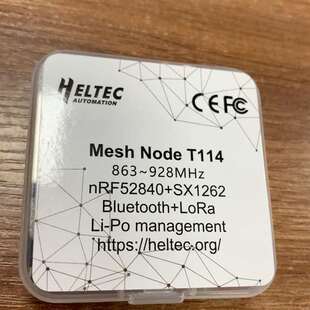 HELTEC
AUTOMATION
CE FC
Mesh Node T114
863~928MHz
nRF52840+SX1262
Bluetooth+LoRa
Li-Po management
https://heltec.org/